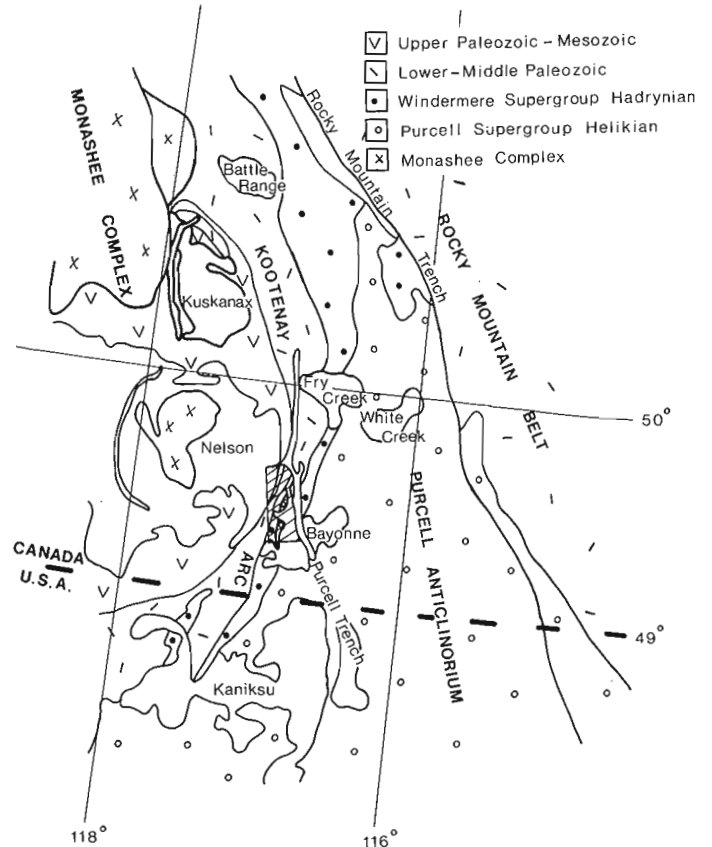 V Upper Paleozoic - Mesozoic
\ Lower-Middle Paleozoic
• Windermere Supergroup Hadrynian
o Purcell Supergroup Helikian
x Monashee Complex
MONASHEE COMPLEX
Rocky Mountain Trench
Battle
Range
ROCKY MOUNTAIN BELT
KOOTENAY ARC
Kuskanax
Fry
Creek
White
Creek
50°
Nelson
PURCELL ANTICLINORIUM
Bayonne
CANADA
U.S.A.
Purcell Trench
49°
Kaniksu
118°
116°